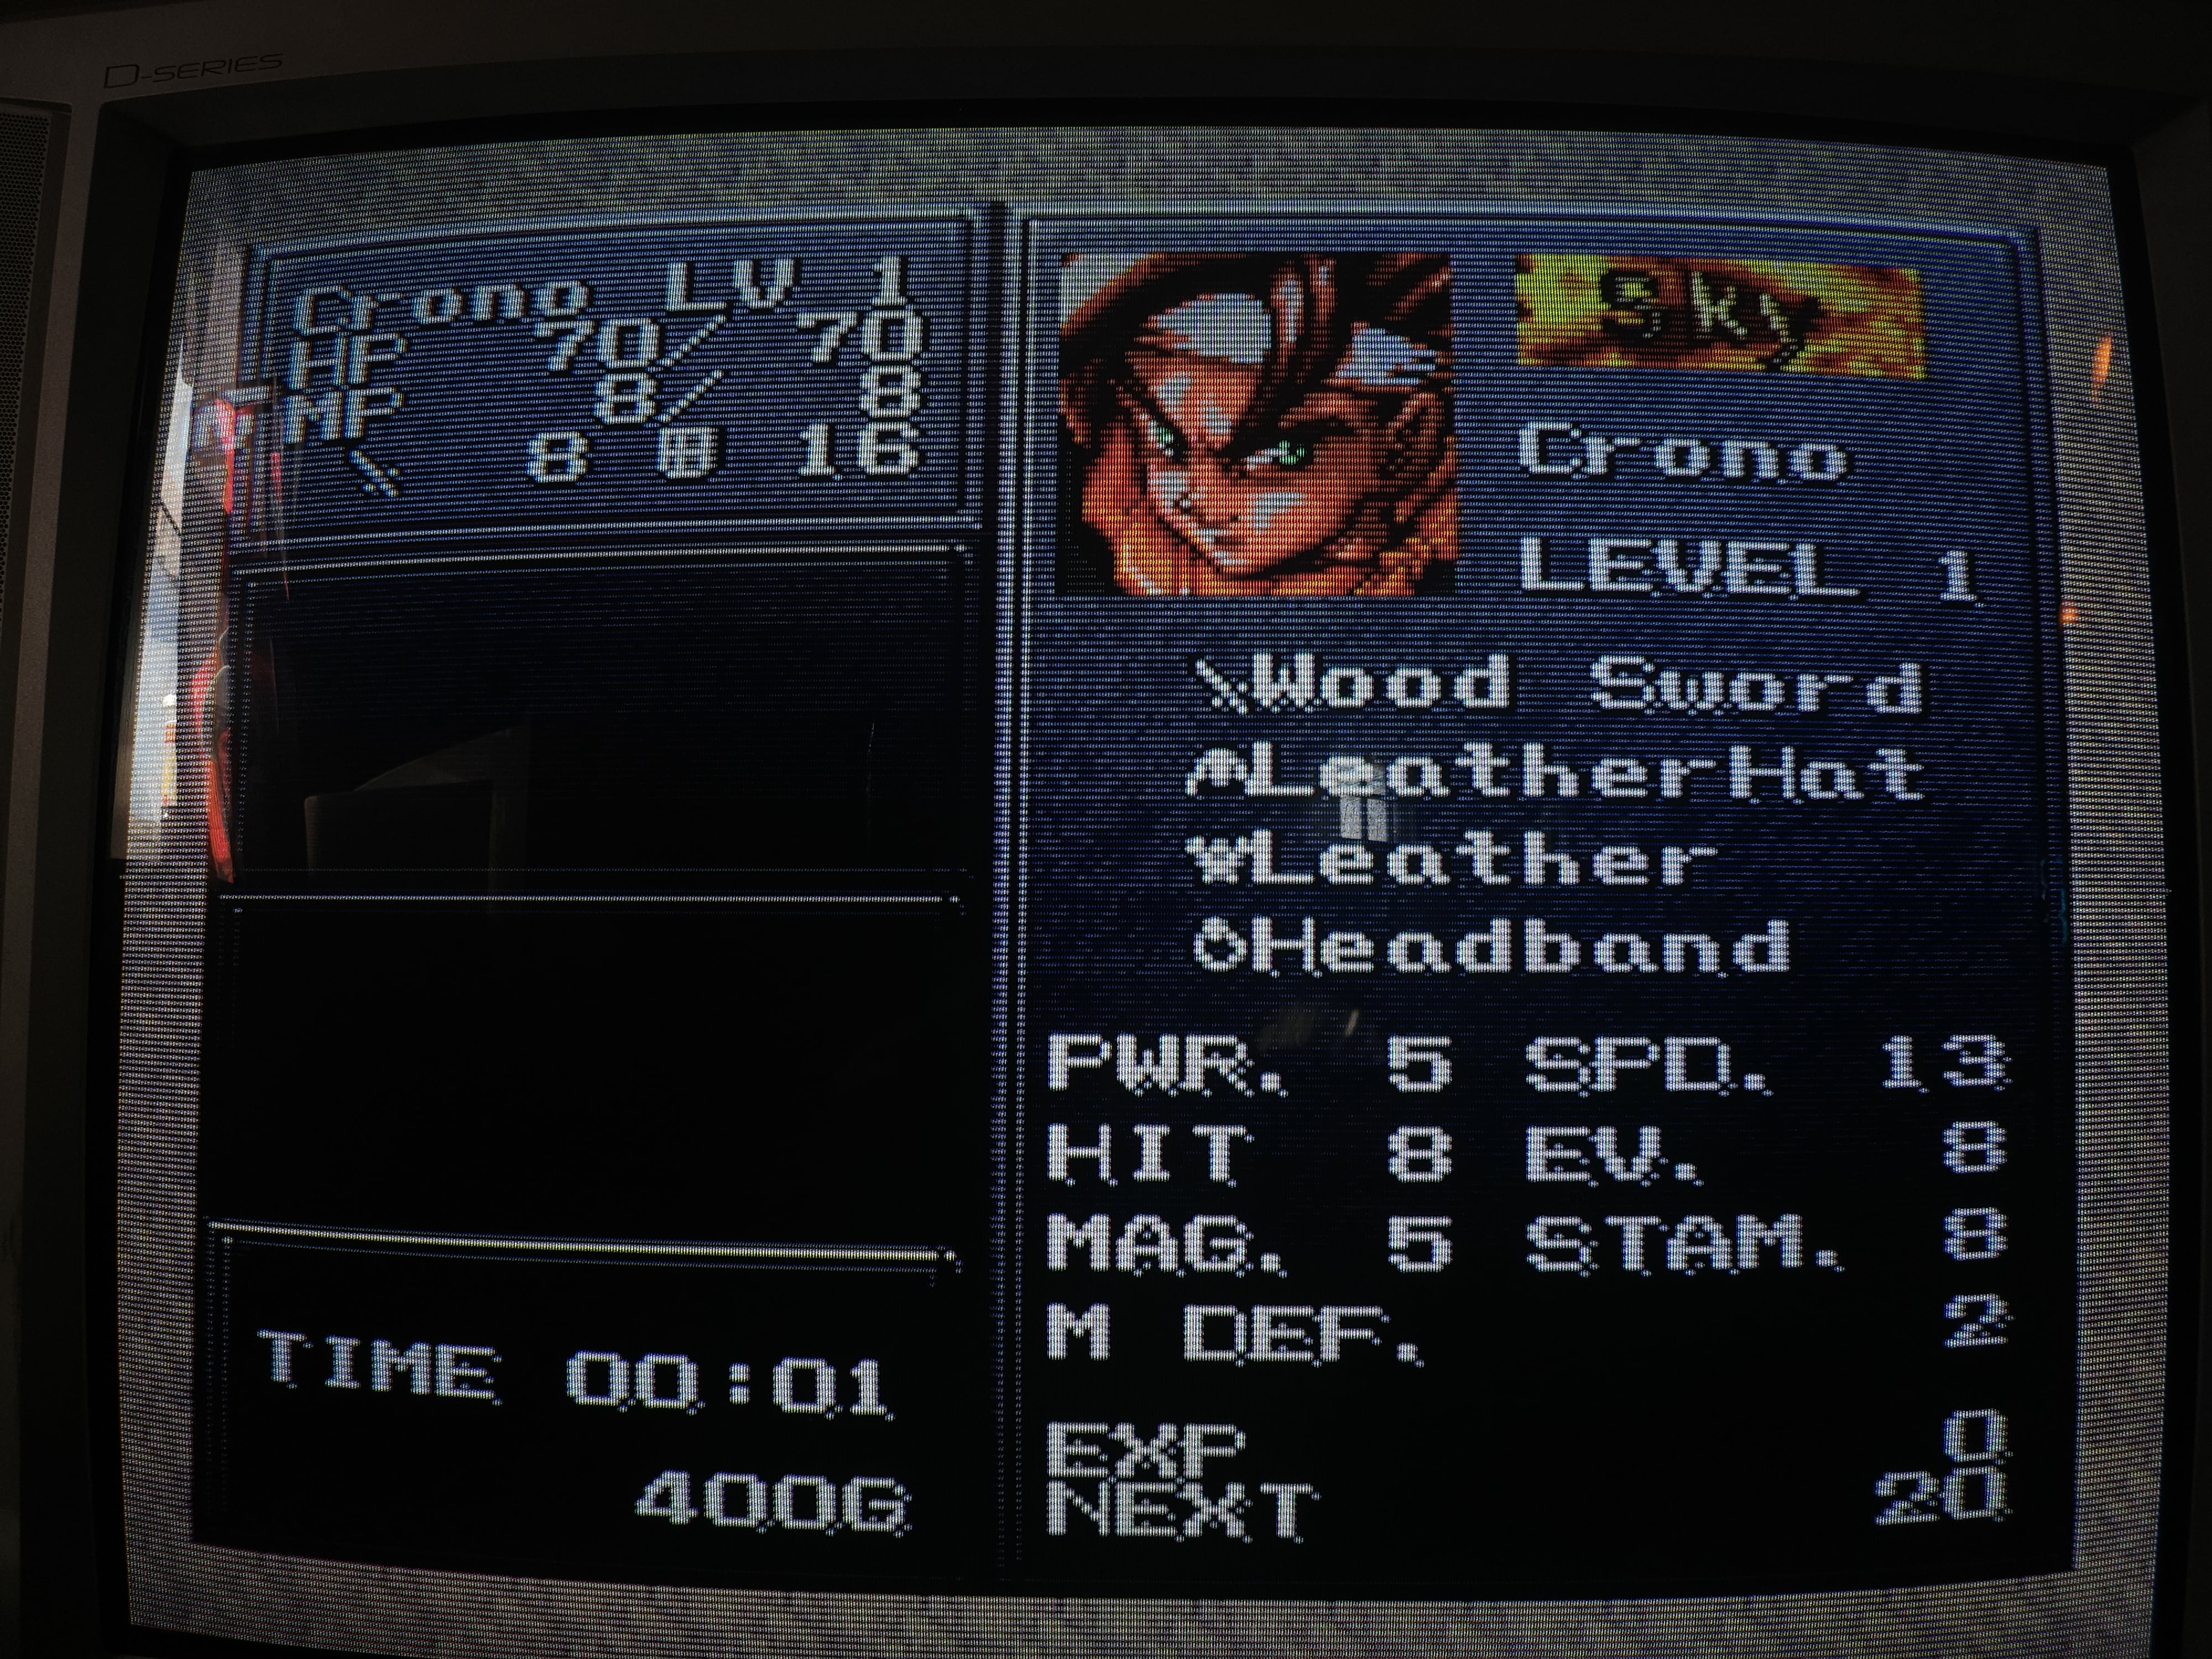 D-SERIES
Crono LV 1
HP 70/ 70
MP 8/ 8
8 16
Sky
Crono
LEVEL 1
Wood Sword
LeatherHat
Leather
Headband
PWR. 5 SPD. 13
HIT 8 EV. 8
MAG. 5 STAM. 8
M DEF. 2
EXP 0
NEXT 20
TIME 00:01
400G